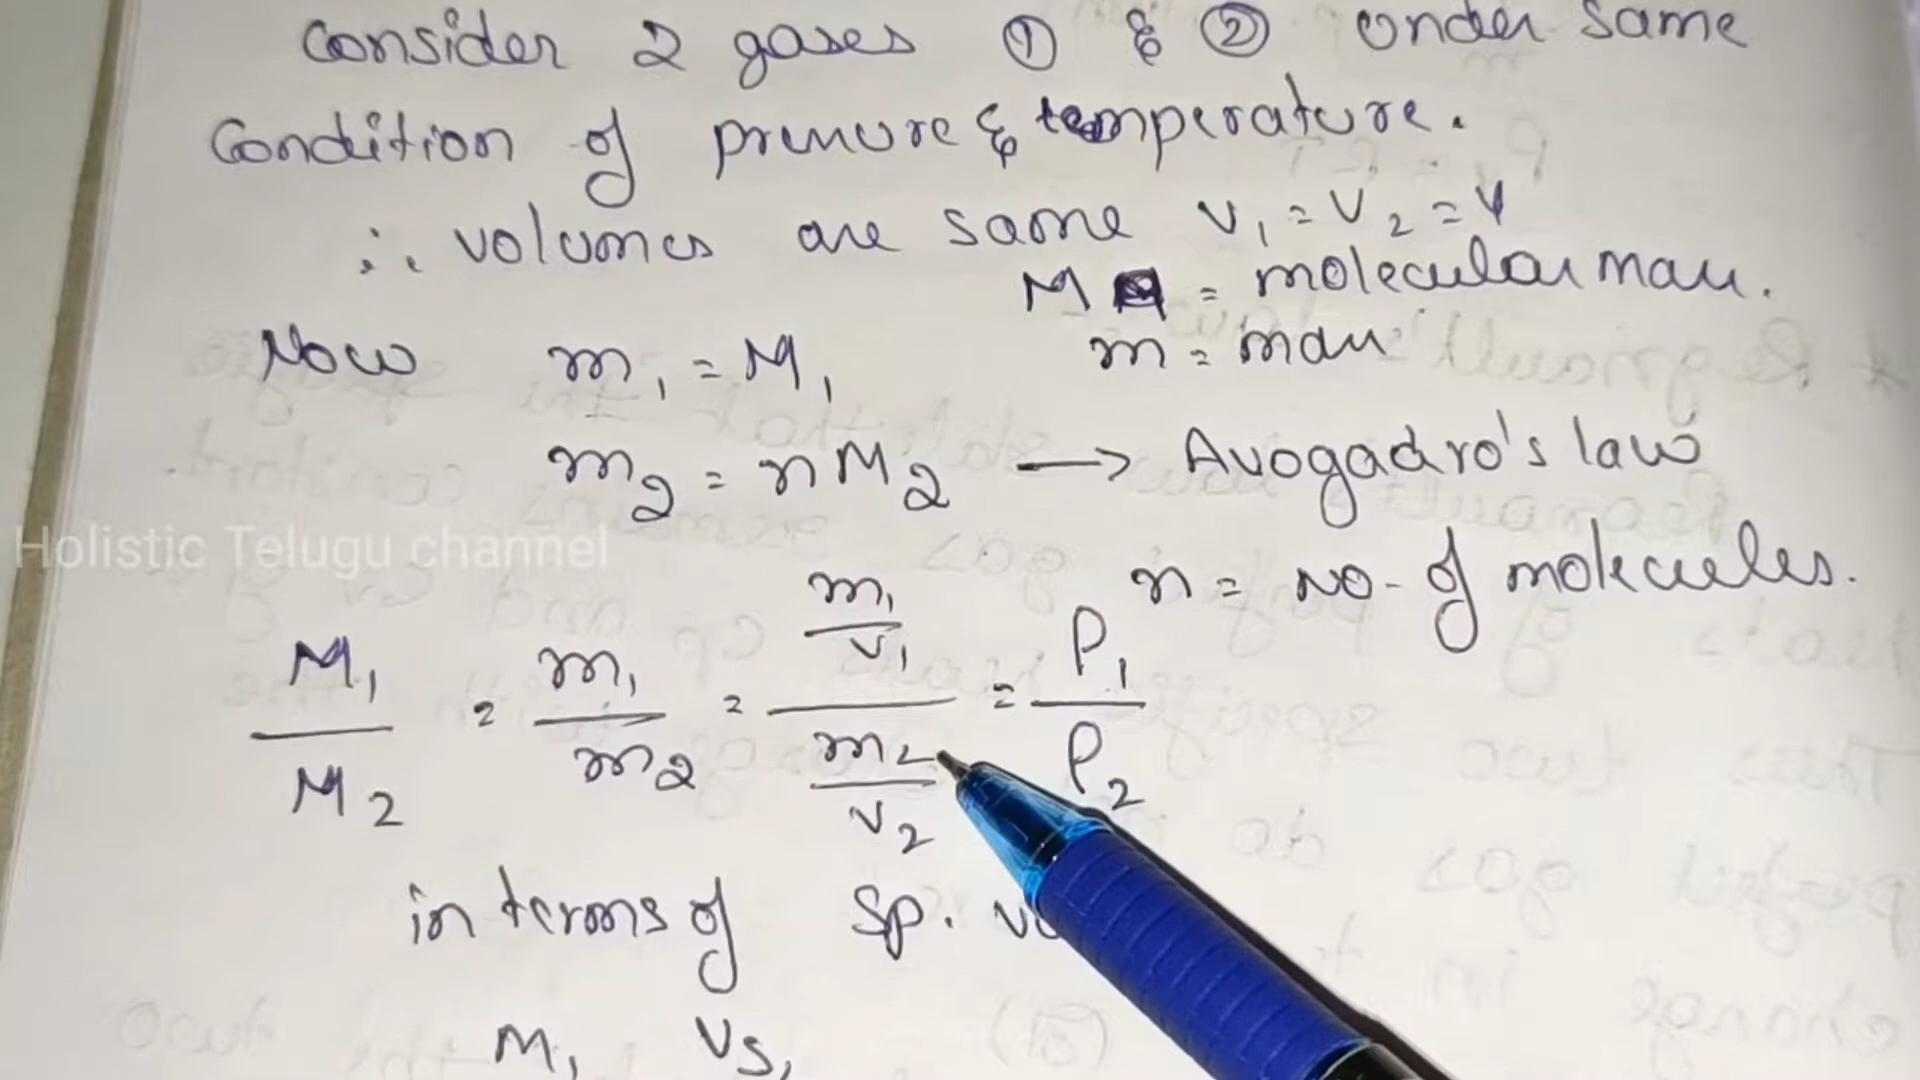 Consider 2 gases ① & ② under same
Condition of pressure & temperature.
∴ volumes are same V₁ = V₂ = V
M = molecular mass.
Now m₁ = M₁ m = mass
m₂ = nM₂ → Avogadro's law
Holistic Telugu channel
n = No. of molecules.
M₁/M₂ = m₁/m₂ = (m₁/V₁)/(m₂/V₂) = ρ₁/ρ₂
in terms of Sp.
M₁ Vs₁